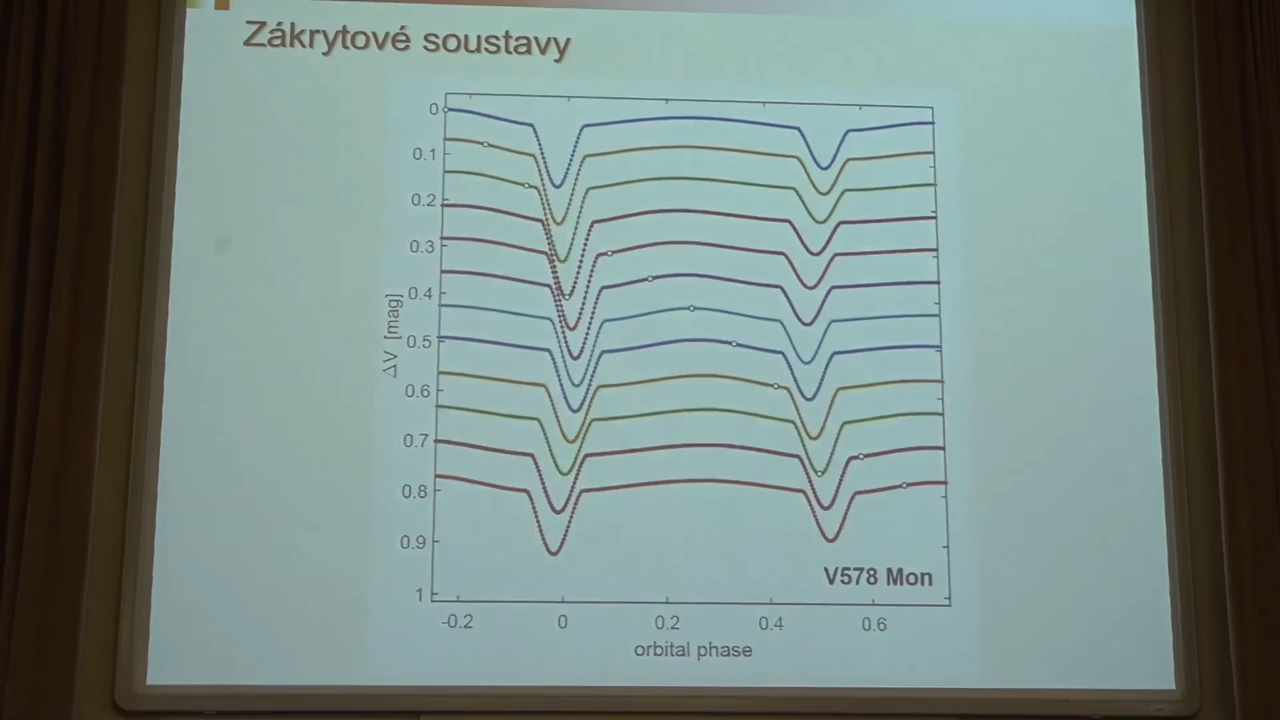 Zákrytové soustavy
0
0.1
0.2
0.3
0.4
0.5
0.6
0.7
0.8
0.9
1
ΔV [mag]
V578 Mon
-0.2 0 0.2 0.4 0.6
orbital phase